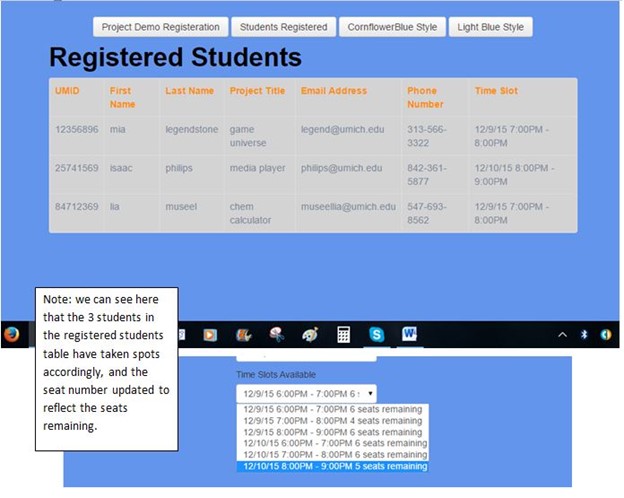 Project Demo Registeration Students Registered CornflowerBlue Style Light Blue Style
Registered Students
UMID First Name Last Name Project Title Email Address Phone Number Time Slot
12356896 mia legendstone game universe legend@umich.edu 313-566-3322 12/9/15 7:00PM - 8:00PM
25741569 isaac philips media player philips@umich.edu 842-361-5877 12/10/15 8:00PM - 9:00PM
84712369 lia museel chem calculator museellia@umich.edu 547-693-8562 12/9/15 7:00PM - 8:00PM
Note: we can see here
that the 3 students in
the registered students
table have taken spots
accordingly, and the
seat number updated to
reflect the seats
remaining.
Time Slots Available
12/9/15 6:00PM - 7:00PM 6
12/9/15 6:00PM - 7:00PM 6 seats remaining
12/9/15 7:00PM - 8:00PM 4 seats remaining
12/9/15 8:00PM - 9:00PM 6 seats remaining
12/10/15 6:00PM - 7:00PM 6 seats remaining
12/10/15 7:00PM - 8:00PM 6 seats remaining
12/10/15 8:00PM - 9:00PM 5 seats remaining